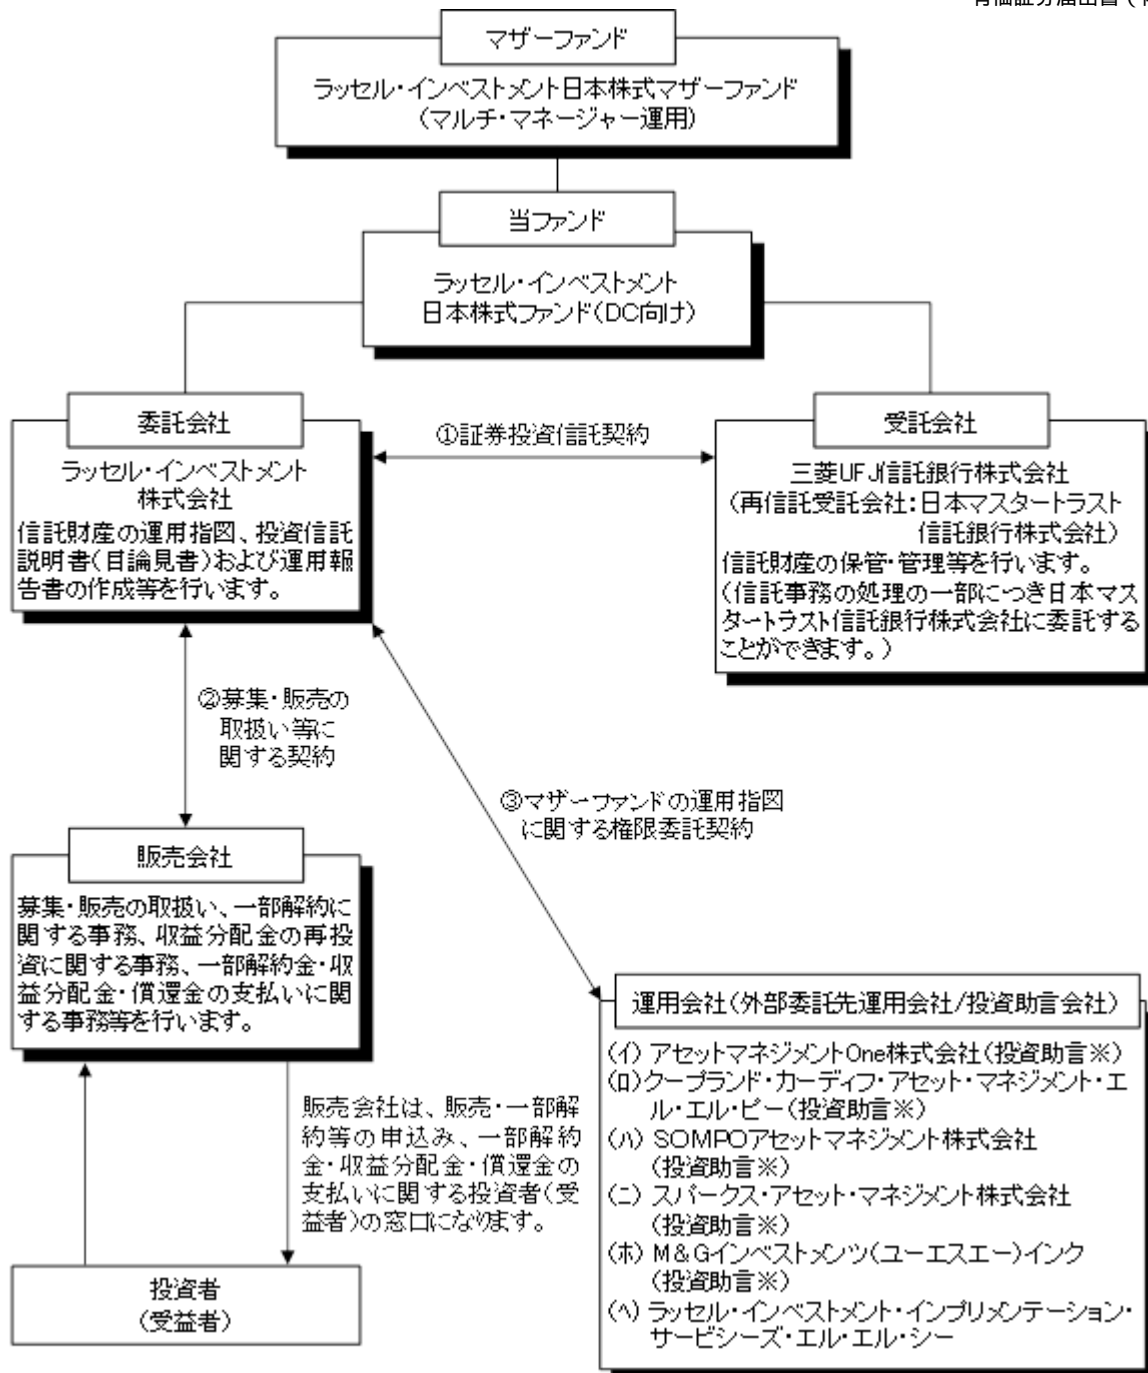 有価証券届出書(
マザーファンド
ラッセル・インベストメント日本株式マザーファンド
(マルチ・マネージャー運用)
当ファンド
ラッセル・インベストメント
日本株式ファンド(DC向け)
委託会社
ラッセル・インベストメント
株式会社
信託財産の運用指図、投資信託
説明書(目論見書)および運用報
告書の作成等を行います。
①証券投資信託契約
受託会社
三菱UFJ信託銀行株式会社
(再信託受託会社:日本マスタートラスト
信託銀行株式会社)
信託財産の保管・管理等を行います。
(信託事務の処理の一部につき日本マス
タートラスト信託銀行株式会社に委託する
ことができます。)
②募集・販売の
取扱い等に
関する契約
③マザーファンドの運用指図
に関する権限委託契約
販売会社
募集・販売の取扱い、一部解約に
関する事務、収益分配金の再投
資に関する事務、一部解約金・収
益分配金・償還金の支払いに関
する事務等を行います。
販売会社は、販売・一部解
約等の申込み、一部解約
金・収益分配金・償還金の
支払いに関する投資者(受
益者)の窓口になります。
投資者
(受益者)
運用会社(外部委託先運用会社/投資助言会社)
(イ) アセットマネジメントOne株式会社(投資助言※)
(ロ)クープランド・カーディフ・アセット・マネジメント・エ
ル・エル・ピー(投資助言※)
(ハ) SOMPOアセットマネジメント株式会社
(投資助言※)
(ニ) スパークス・アセット・マネジメント株式会社
(投資助言※)
(ホ) M&Gインベストメンツ(ユーエスエー)インク
(投資助言※)
(ヘ) ラッセル・インベストメント・インプリメンテーション・
サービシーズ・エル・エル・シー